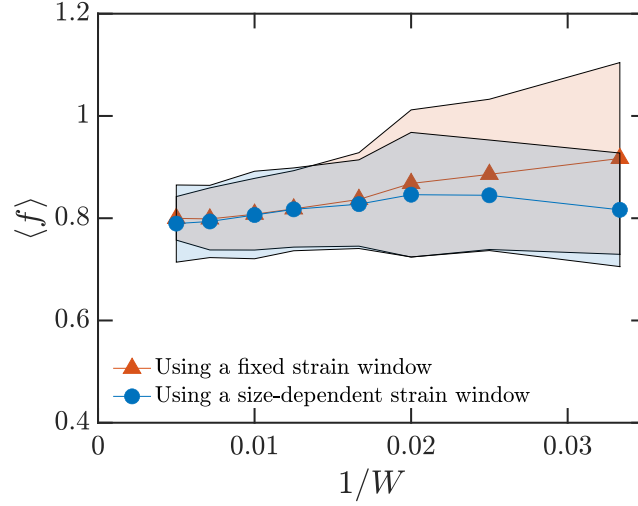 1.2
1
0.8
0.6
0.4
⟨f⟩
Using a fixed strain window
Using a size-dependent strain window
0
0.01
0.02
0.03
1/W